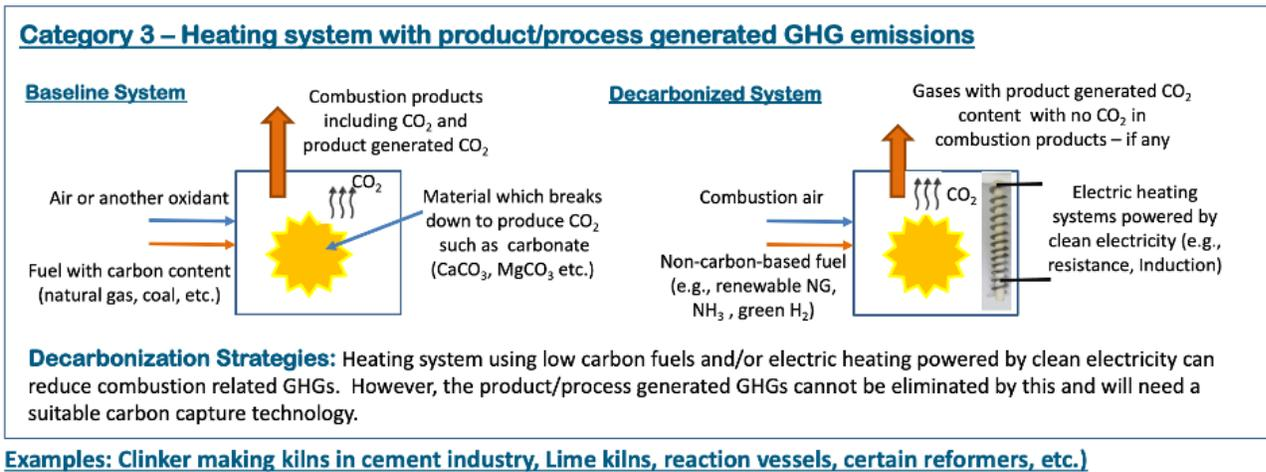 Category 3 – Heating system with product/process generated GHG emissions
Baseline System
Combustion products
including CO₂ and
product generated CO₂
Air or another oxidant
Fuel with carbon content
(natural gas, coal, etc.)
CO₂
Material which breaks
down to produce CO₂
such as carbonate
(CaCO₃, MgCO₃ etc.)
Decarbonized System
Gases with product generated CO₂
content with no CO₂ in
combustion products – if any
Combustion air
Non-carbon-based fuel
(e.g., renewable NG,
NH₃ , green H₂)
CO₂
Electric heating
systems powered by
clean electricity (e.g.,
resistance, Induction)
Decarbonization Strategies: Heating system using low carbon fuels and/or electric heating powered by clean electricity can
reduce combustion related GHGs. However, the product/process generated GHGs cannot be eliminated by this and will need a
suitable carbon capture technology.
Examples: Clinker making kilns in cement industry, Lime kilns, reaction vessels, certain reformers, etc.)